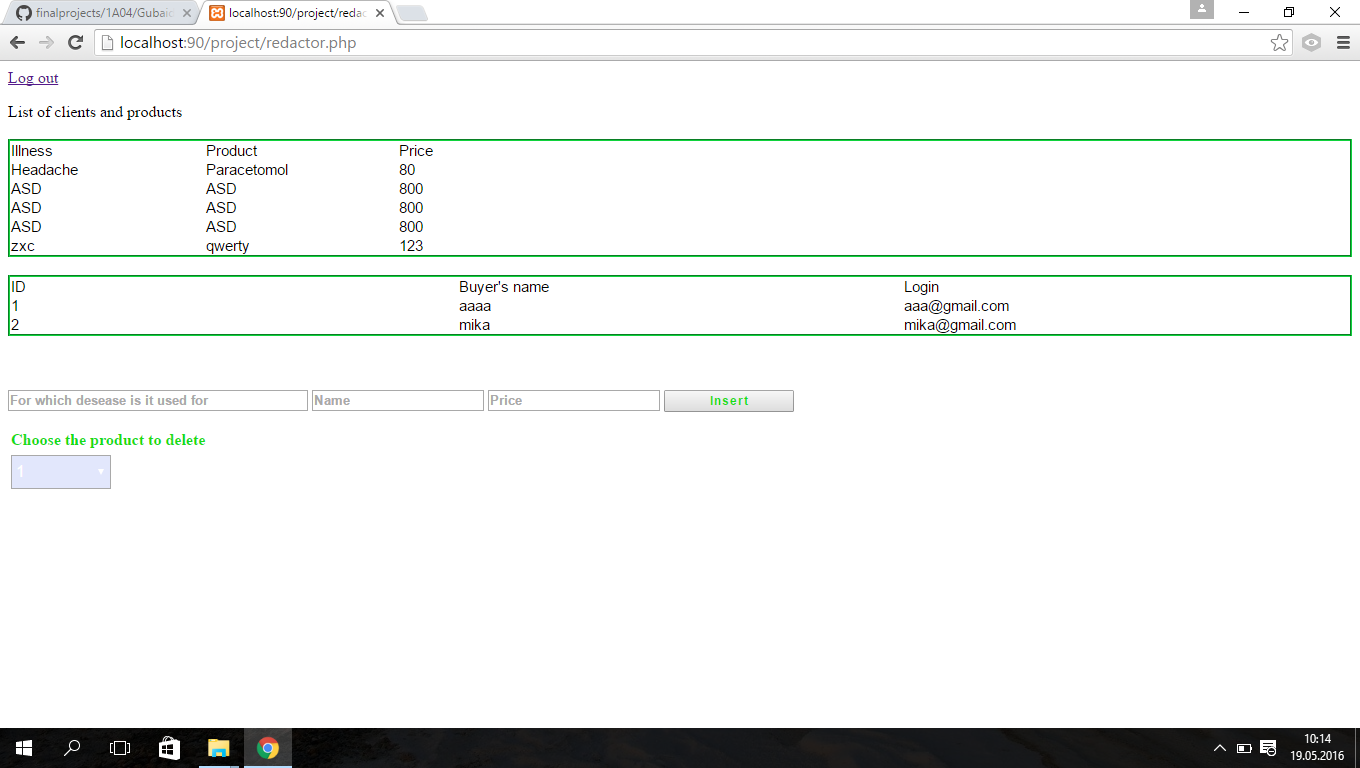 finalprojects/1A04/Gubaid
localhost:90/project/redac
localhost:90/project/redactor.php
Log out
List of clients and products
Illness Product Price
Headache Paracetomol 80
ASD ASD 800
ASD ASD 800
ASD ASD 800
zxc qwerty 123
ID Buyer's name Login
1 aaaa aaa@gmail.com
2 mika mika@gmail.com
For which desease is it used for Name Price Insert
Choose the product to delete
1
10:14
19.05.2016